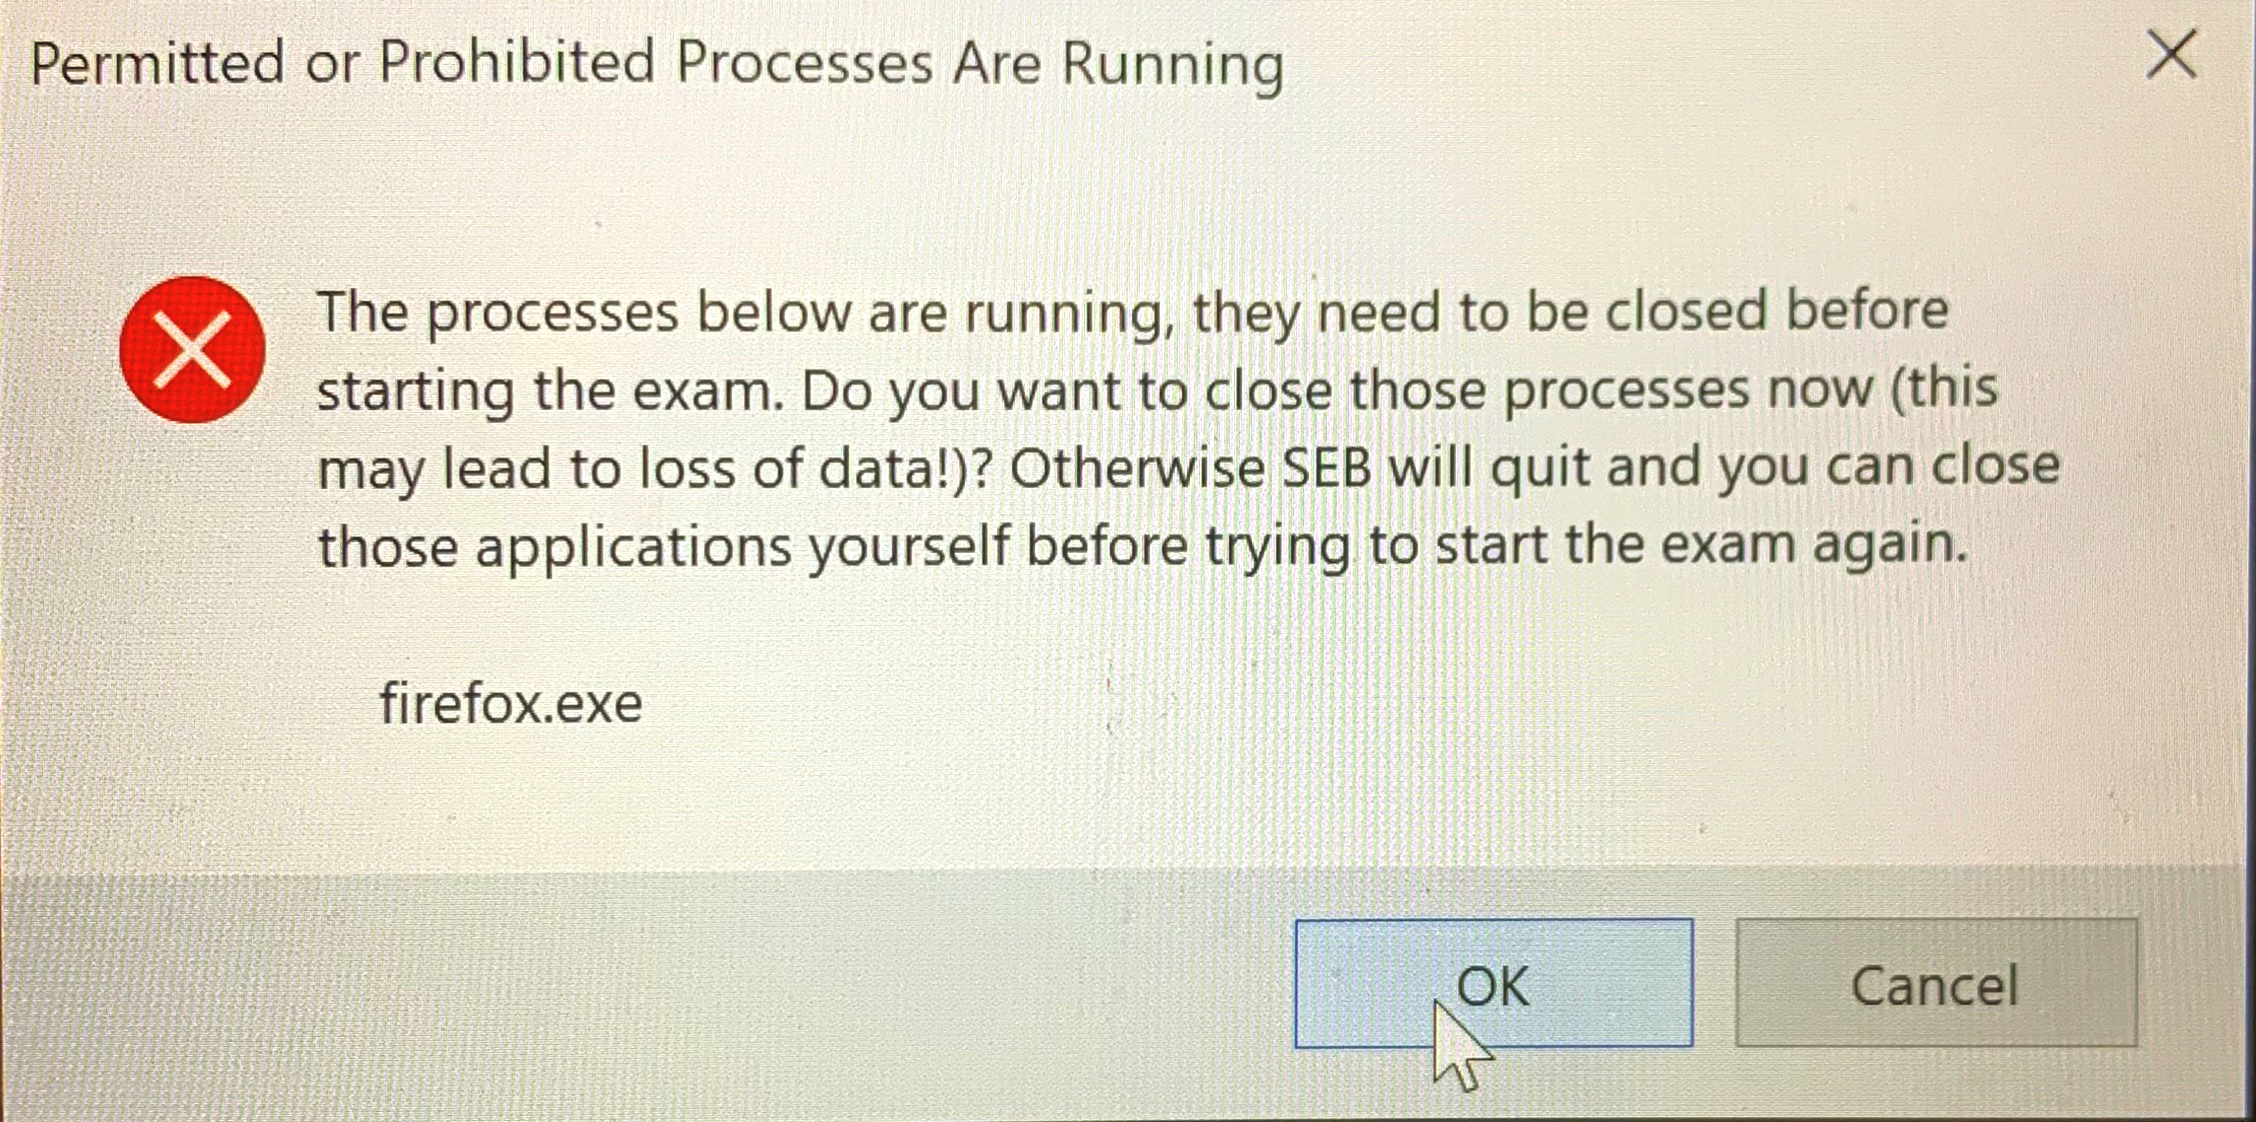 Permitted or Prohibited Processes Are Running
The processes below are running, they need to be closed before
starting the exam. Do you want to close those processes now (this
may lead to loss of data!)? Otherwise SEB will quit and you can close
those applications yourself before trying to start the exam again.
firefox.exe
OK
Cancel